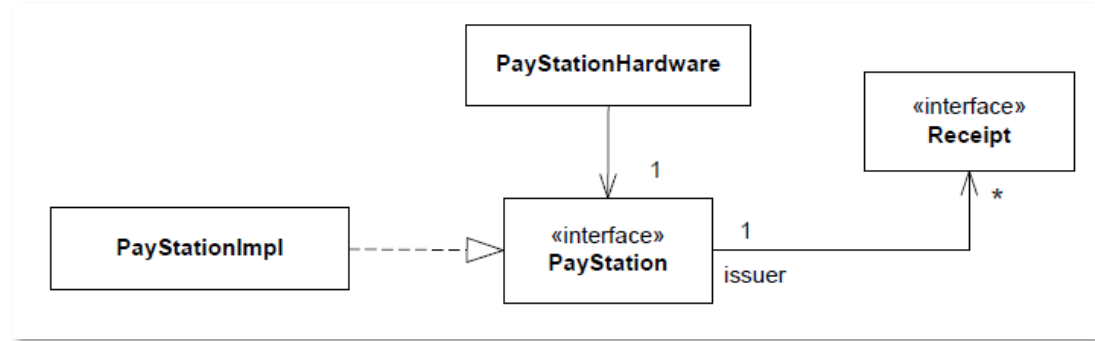 PayStationHardware
«interface»
Receipt
1
*
PayStationImpl
«interface»
PayStation
1
issuer